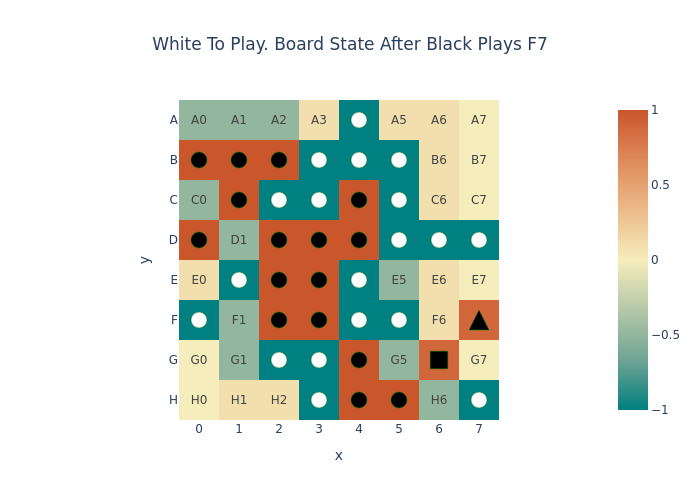 White To Play. Board State After Black Plays F7
A A0 A1 A2 A3 A5 A6 A7
B B6 B7
C C0 C6 C7
D D1
E E0 E5 E6 E7
F F1 F6
G G0 G1 G5 G7
H H0 H1 H2 H6
0 1 2 3 4 5 6 7
x
y
1
0.5
0
−0.5
−1